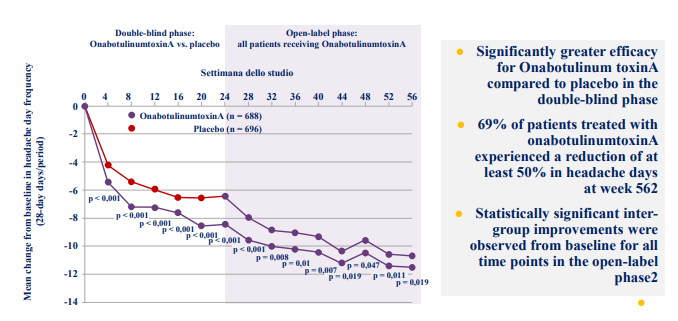 Double-blind phase:
OnabotulinumtoxinA vs. placebo
Open-label phase:
all patients receiving OnabotulinumtoxinA
Settimana dello studio
0 4 8 12 16 20 24 28 32 36 40 44 48 52 56
Mean change from baseline in headache day frequency
(28-day days/period)
0
-2
-4
-6
-8
-10
-12
-14
OnabotulinumtoxinA (n = 688)
Placebo (n = 696)
p < 0,001
p < 0,001
p < 0,001
p < 0,001
p < 0,001
p < 0,001
p < 0,001
p = 0,008
p = 0,01
p = 0,007
p = 0,019
p = 0,047
p = 0,011
p = 0,019
• Significantly greater efficacy
for Onabotulinum toxinA
compared to placebo in the
double-blind phase
• 69% of patients treated with
onabotulinumtoxinA
experienced a reduction of at
least 50% in headache days
at week 562
• Statistically significant inter-
group improvements were
observed from baseline for all
time points in the open-label
phase2